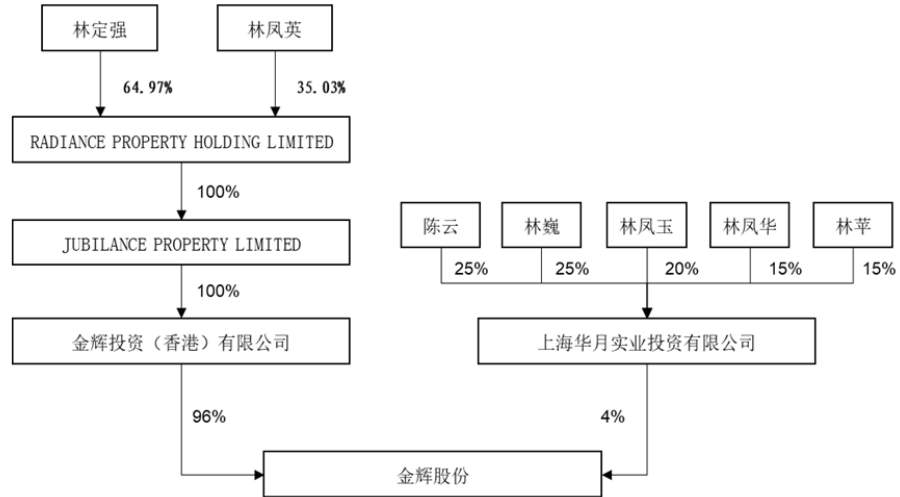 林定强
林凤英
64.97%
35.03%
RADIANCE PROPERTY HOLDING LIMITED
100%
JUBILANCE PROPERTY LIMITED
陈云
林巍
林凤玉
林凤华
林苹
25%
25%
20%
15%
15%
100%
金辉投资（香港）有限公司
上海华月实业投资有限公司
96%
4%
金辉股份